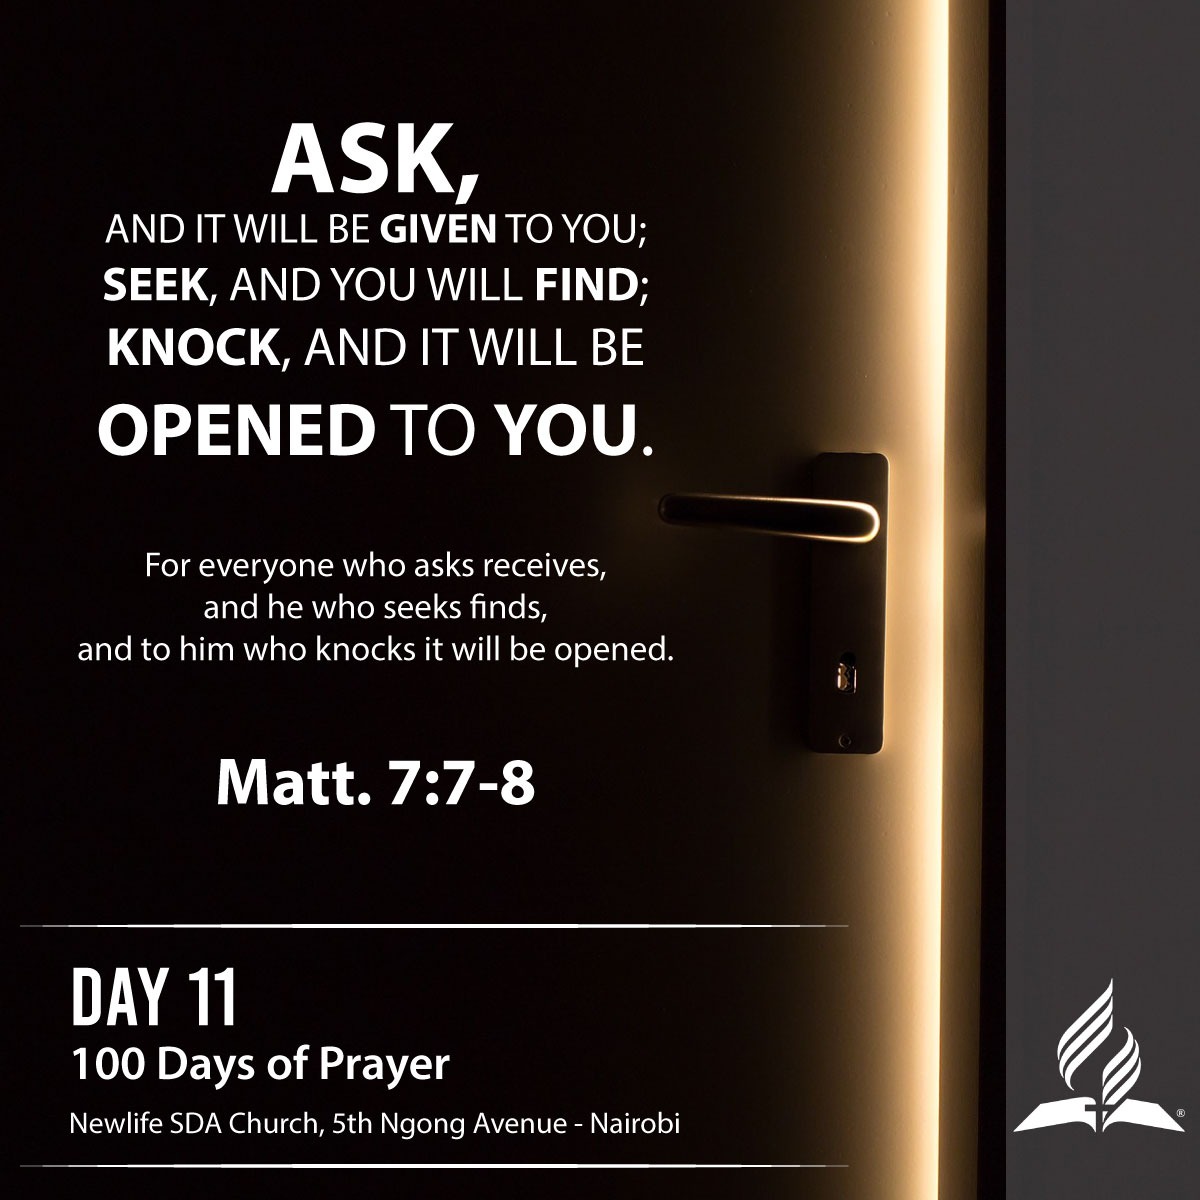 ASK,
AND IT WILL BE GIVEN TO YOU;
SEEK, AND YOU WILL FIND;
KNOCK, AND IT WILL BE
OPENED TO YOU.
For everyone who asks receives,
and he who seeks finds,
and to him who knocks it will be opened.
Matt. 7:7-8
DAY 11
100 Days of Prayer
Newlife SDA Church, 5th Ngong Avenue - Nairobi
®